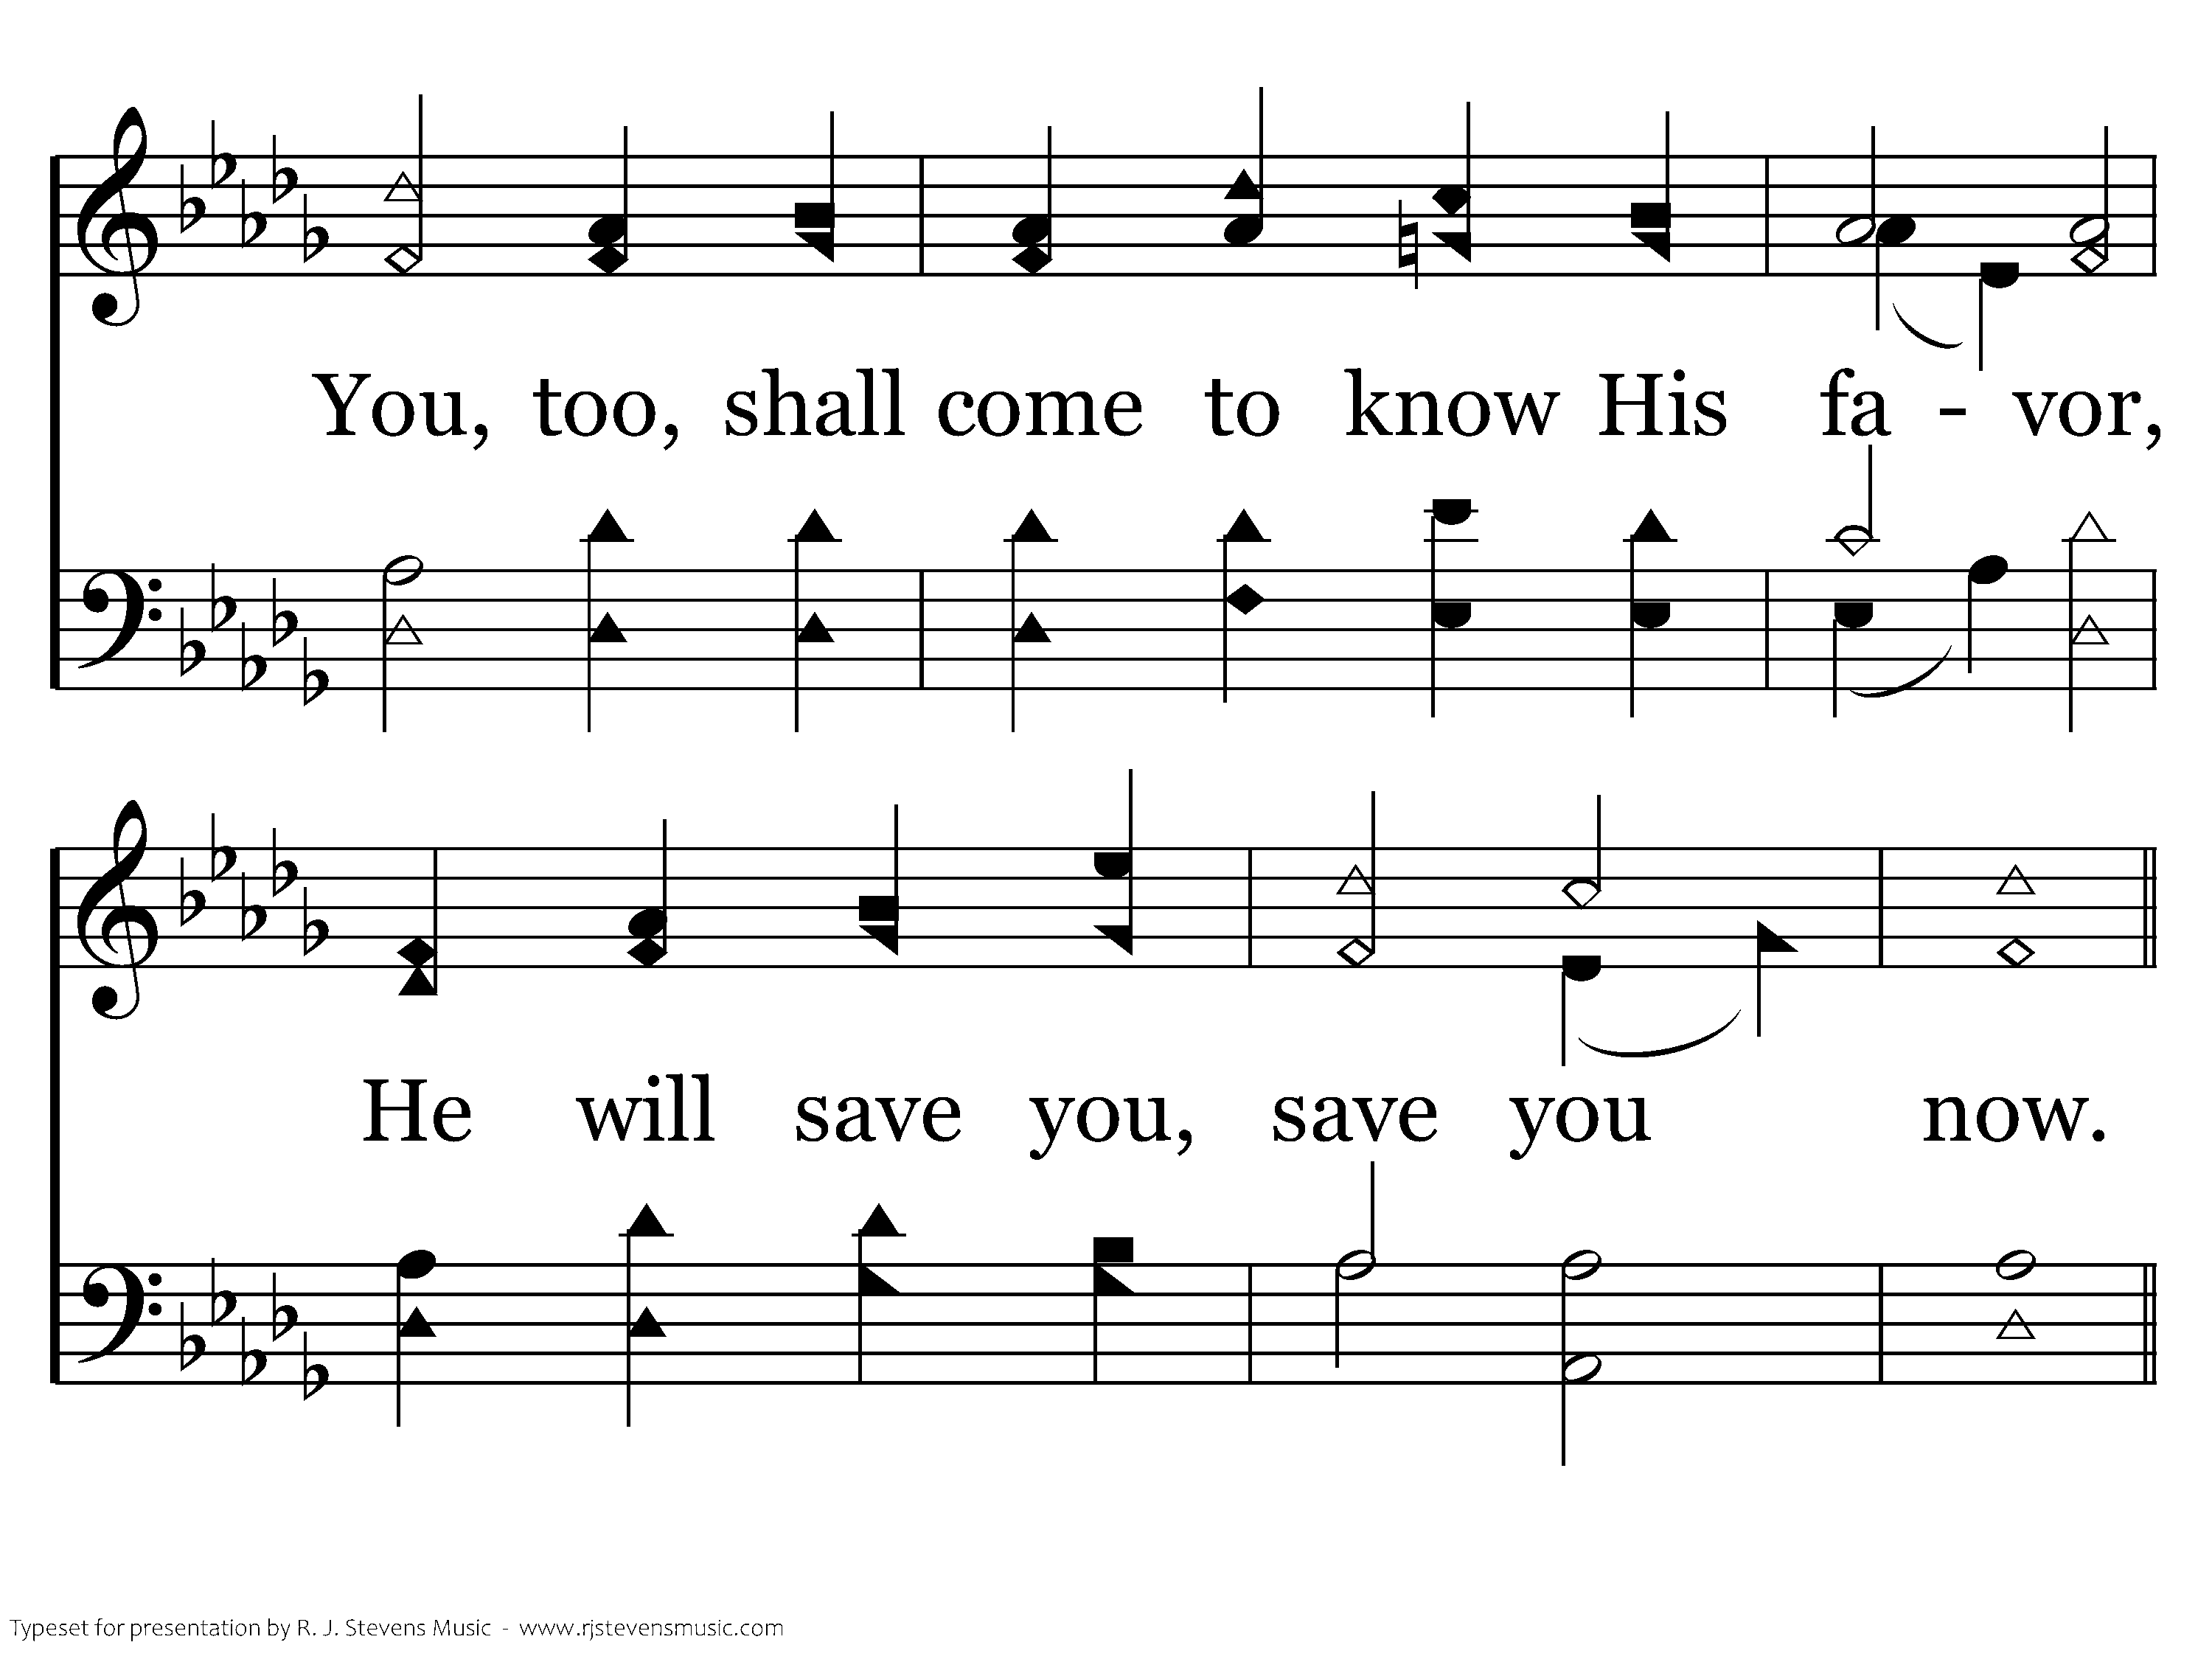 You, too, shall come to know His fa - vor,
He will save you, save you now.
Typeset for presentation by R. J. Stevens Music - www.rjstevensmusic.com